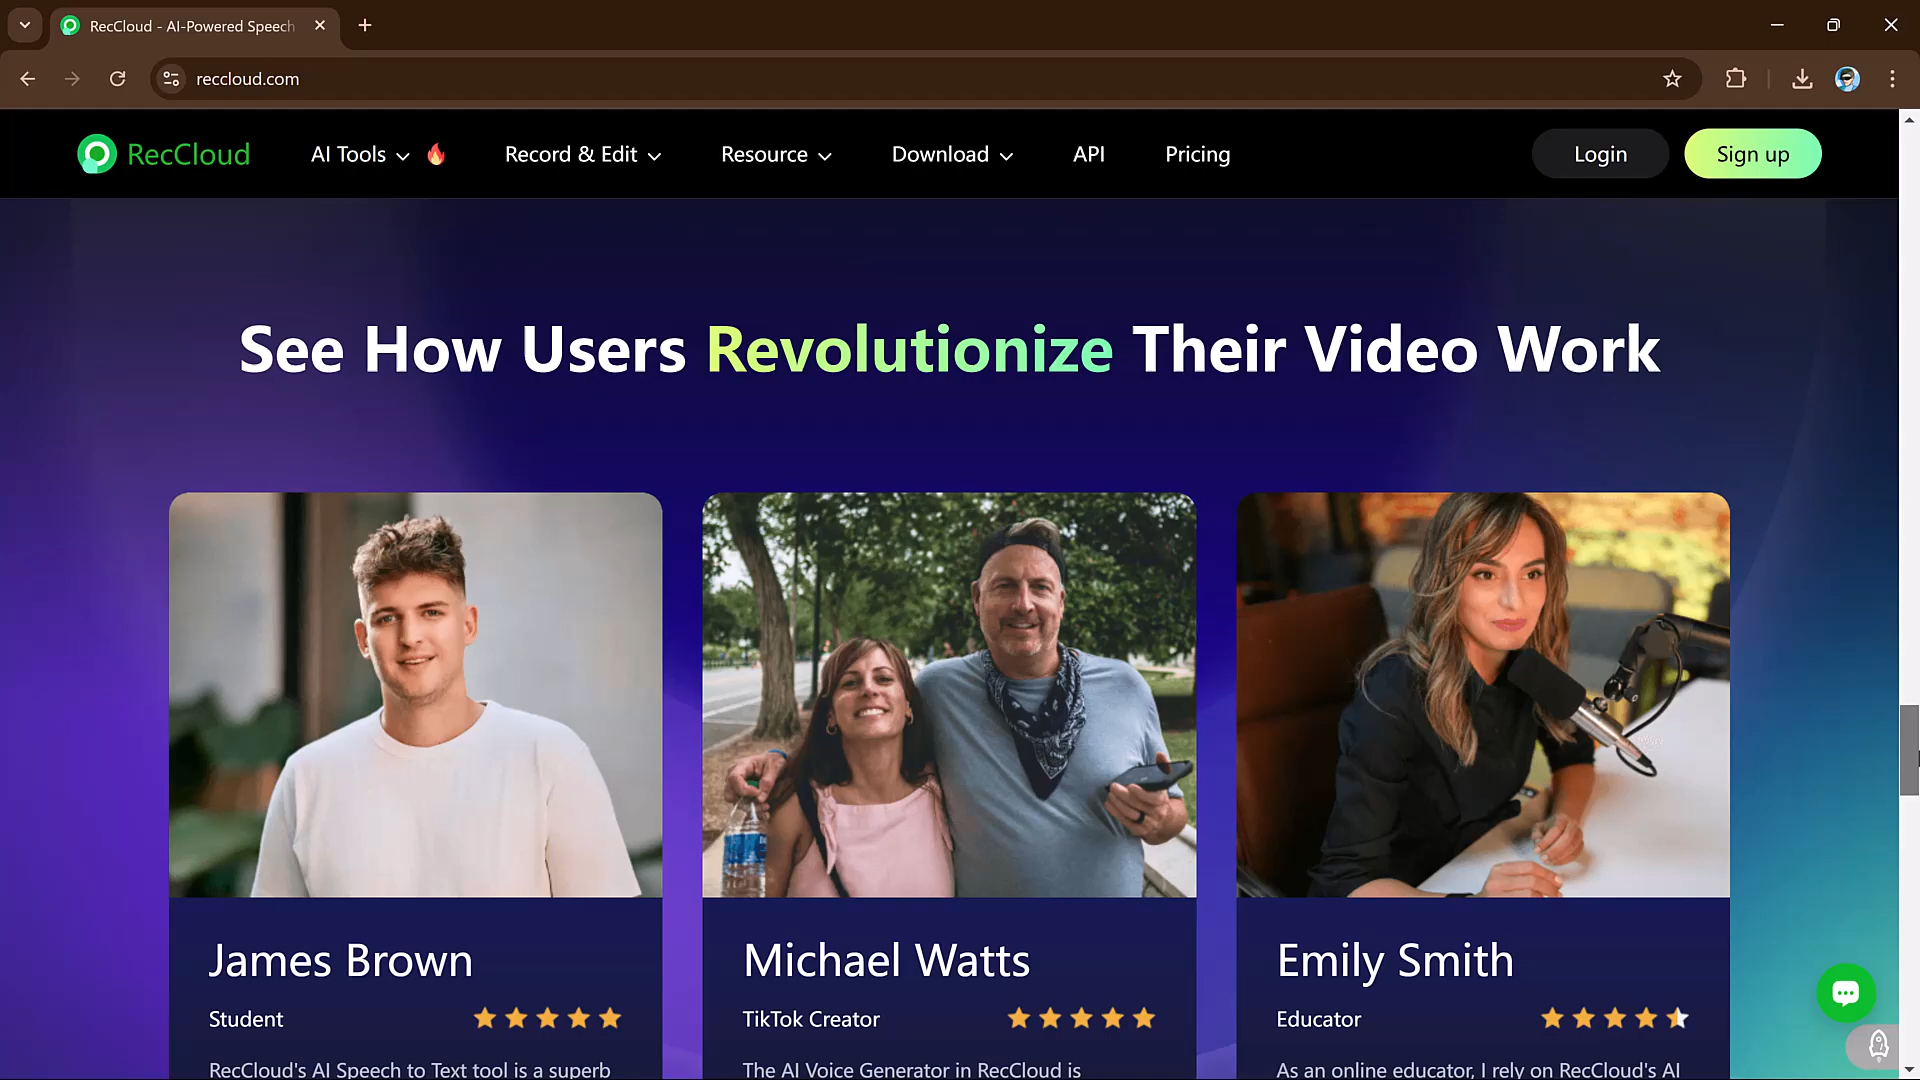 RecCloud - AI-Powered Speech
reccloud.com
RecCloud
AI Tools
Record & Edit
Resource
Download
API
Pricing
Login
Sign up
See How Users Revolutionize Their Video Work
James Brown
Student
RecCloud's AI Speech to Text tool is a superb
Michael Watts
TikTok Creator
The AI Voice Generator in RecCloud is
Emily Smith
Educator
As an online educator, I rely on RecCloud's AI